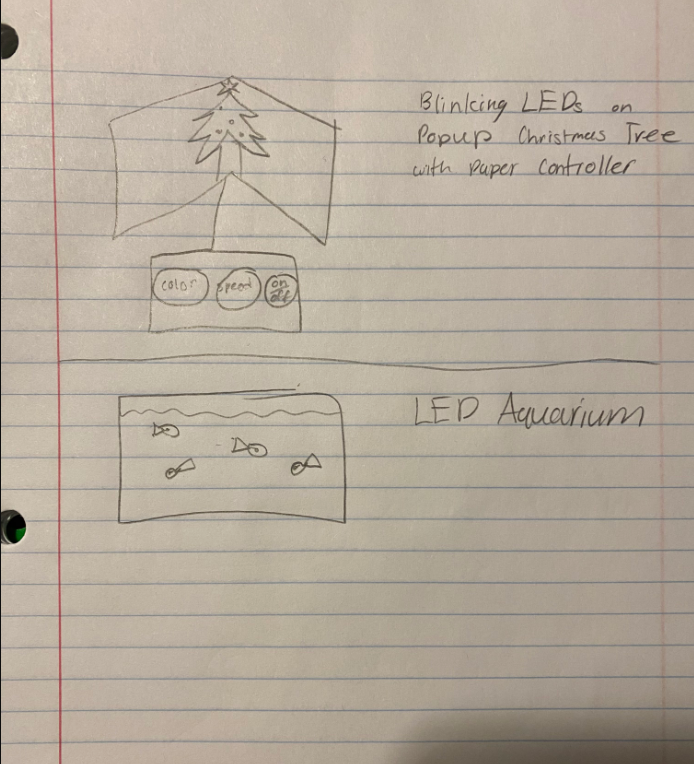 Blinking LEDs on
Popup Christmas Tree
with paper controller
color speed on
off
LED Aquarium